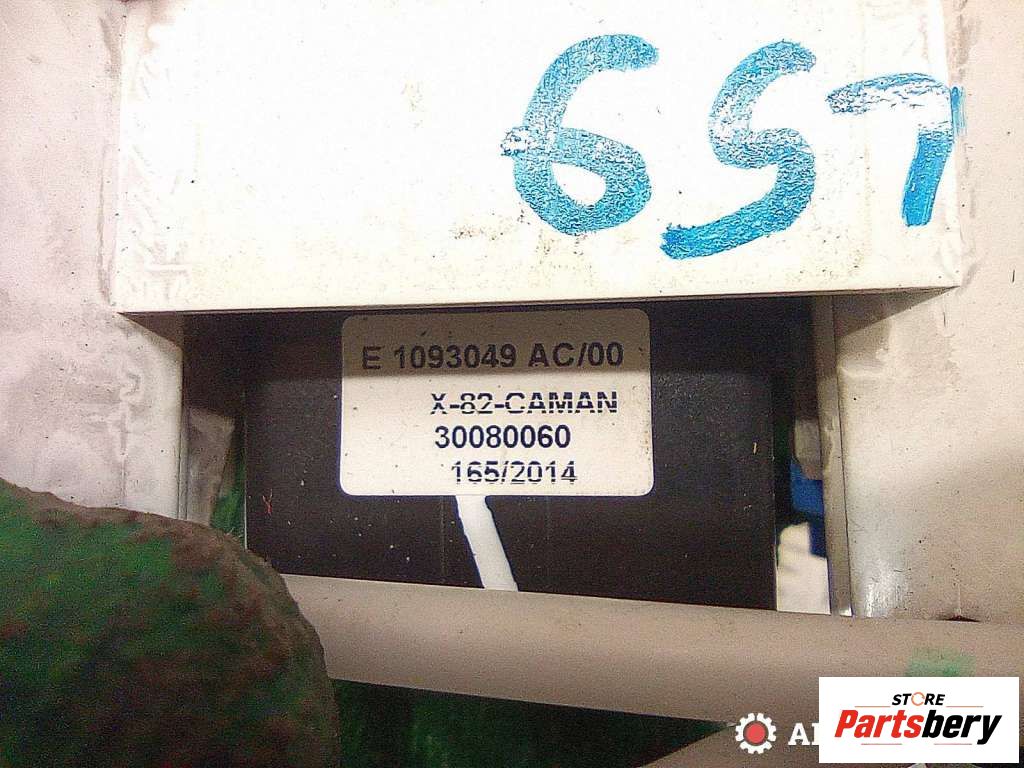 657
E 1093049 AC/00
X-82-CAMAN
30080060
165/2014
STORE
Partsbery